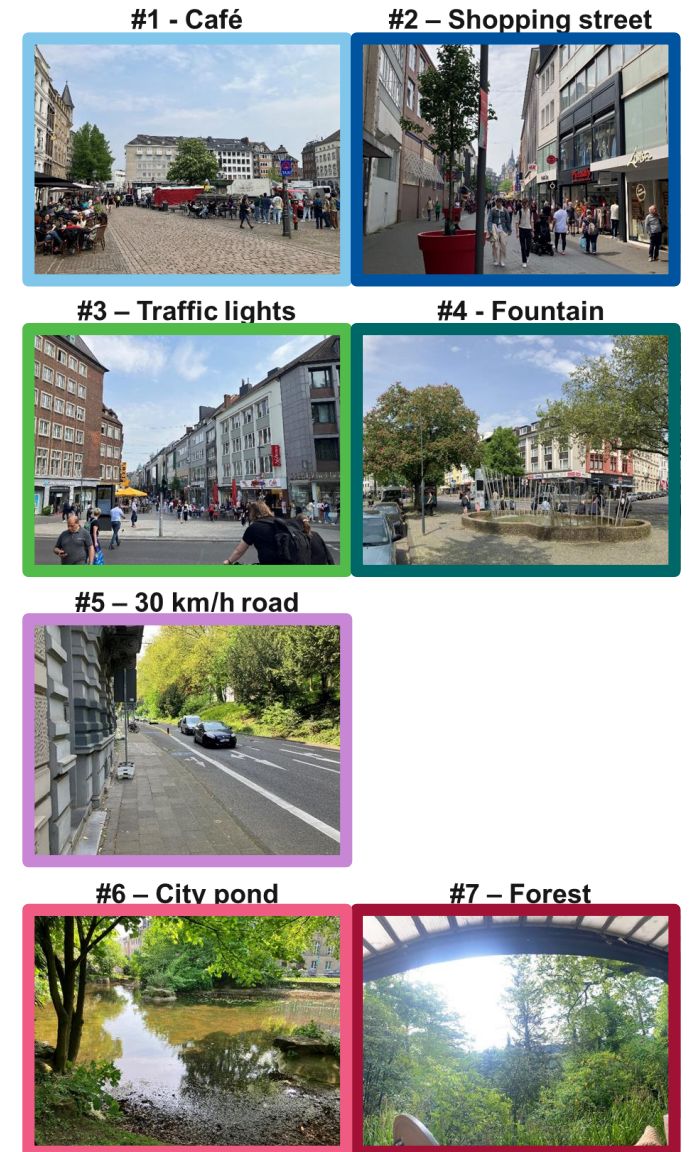 #1 - Café
#2 – Shopping street
#3 – Traffic lights
#4 - Fountain
#5 – 30 km/h road
#6 – City pond
#7 – Forest